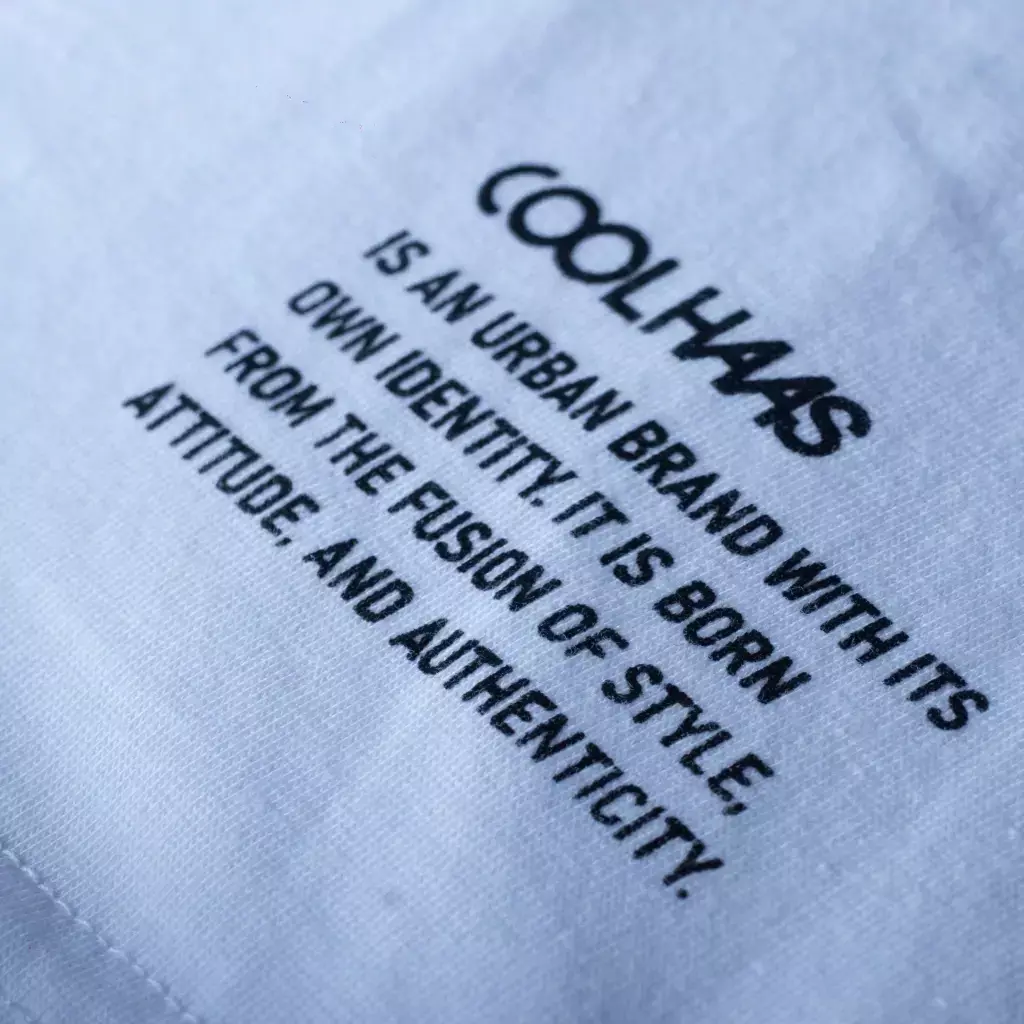 COOLHAAS
IS AN URBAN BRAND WITH ITS
OWN IDENTITY. IT IS BORN
FROM THE FUSION OF STYLE,
ATTITUDE, AND AUTHENTICITY.